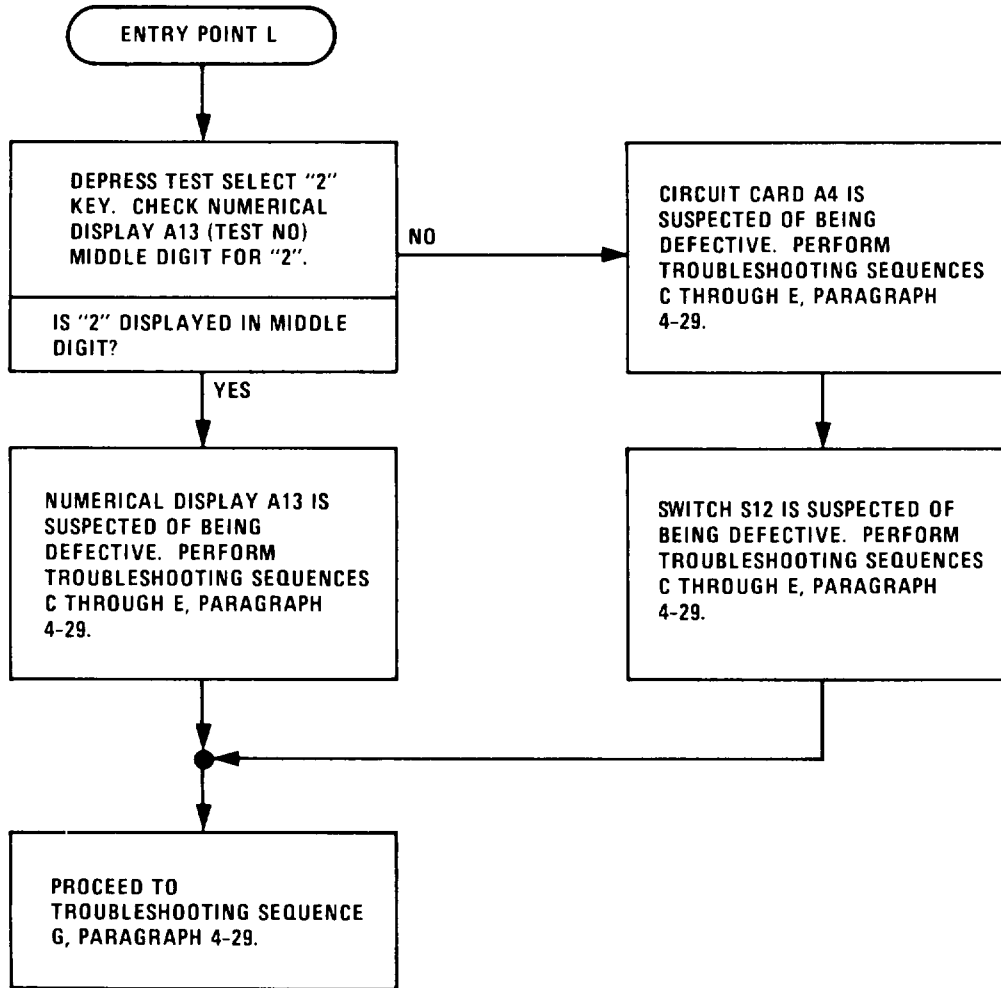 ENTRY POINT L
DEPRESS TEST SELECT "2"
KEY. CHECK NUMERICAL
DISPLAY A13 (TEST NO)
MIDDLE DIGIT FOR "2".
IS "2" DISPLAYED IN MIDDLE
DIGIT?
NO
CIRCUIT CARD A4 IS
SUSPECTED OF BEING
DEFECTIVE. PERFORM
TROUBLESHOOTING SEQUENCES
C THROUGH E, PARAGRAPH
4-29.
YES
NUMERICAL DISPLAY A13 IS
SUSPECTED OF BEING
DEFECTIVE. PERFORM
TROUBLESHOOTING SEQUENCES
C THROUGH E, PARAGRAPH
4-29.
SWITCH S12 IS SUSPECTED OF
BEING DEFECTIVE. PERFORM
TROUBLESHOOTING SEQUENCES
C THROUGH E, PARAGRAPH
4-29.
PROCEED TO
TROUBLESHOOTING SEQUENCE
G, PARAGRAPH 4-29.